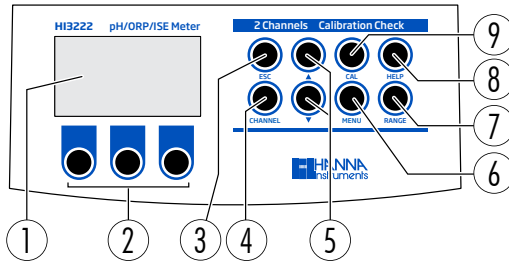 HI3222 pH/ORP/ISE Meter
2 Channels Calibration Check
9
ESC ▲ CAL HELP
8
CHANNEL ▼ MENU RANGE
7
HANNA
instruments
6
1 2 3 4 5